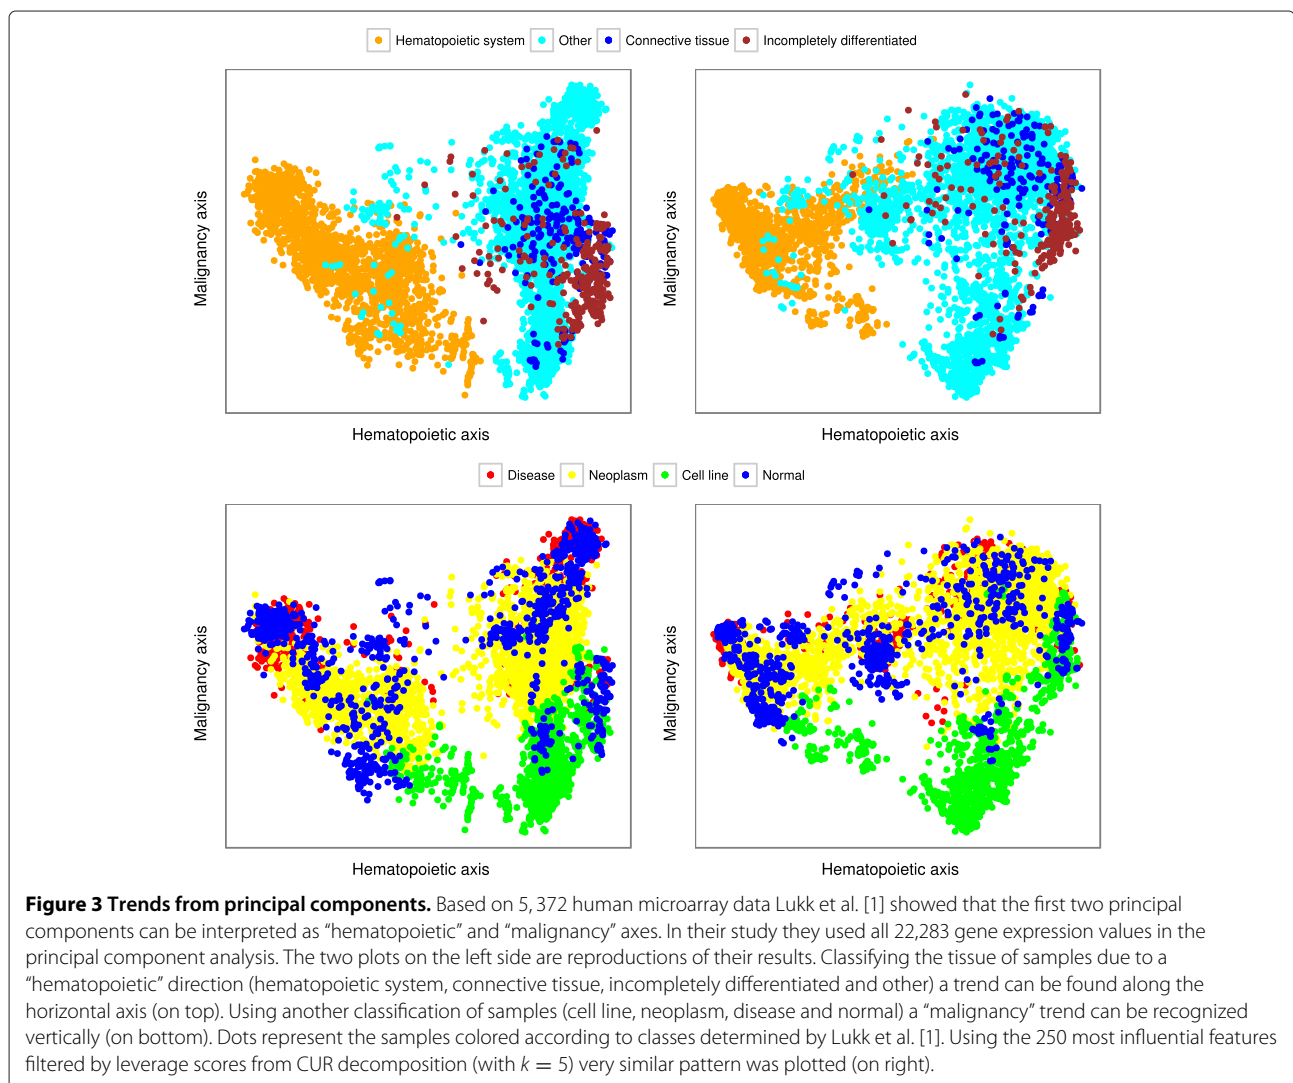 Hematopoietic system Other Connective tissue Incompletely differentiated
Malignancy axis
Malignancy axis
Hematopoietic axis
Hematopoietic axis
Disease Neoplasm Cell line Normal
Malignancy axis
Malignancy axis
Hematopoietic axis
Hematopoietic axis
Figure 3 Trends from principal components. Based on 5, 372 human microarray data Lukk et al. [1] showed that the first two principal
components can be interpreted as “hematopoietic” and “malignancy” axes. In their study they used all 22,283 gene expression values in the
principal component analysis. The two plots on the left side are reproductions of their results. Classifying the tissue of samples due to a
“hematopoietic” direction (hematopoietic system, connective tissue, incompletely differentiated and other) a trend can be found along the
horizontal axis (on top). Using another classification of samples (cell line, neoplasm, disease and normal) a “malignancy” trend can be recognized
vertically (on bottom). Dots represent the samples colored according to classes determined by Lukk et al. [1]. Using the 250 most influential features
filtered by leverage scores from CUR decomposition (with k = 5) very similar pattern was plotted (on right).